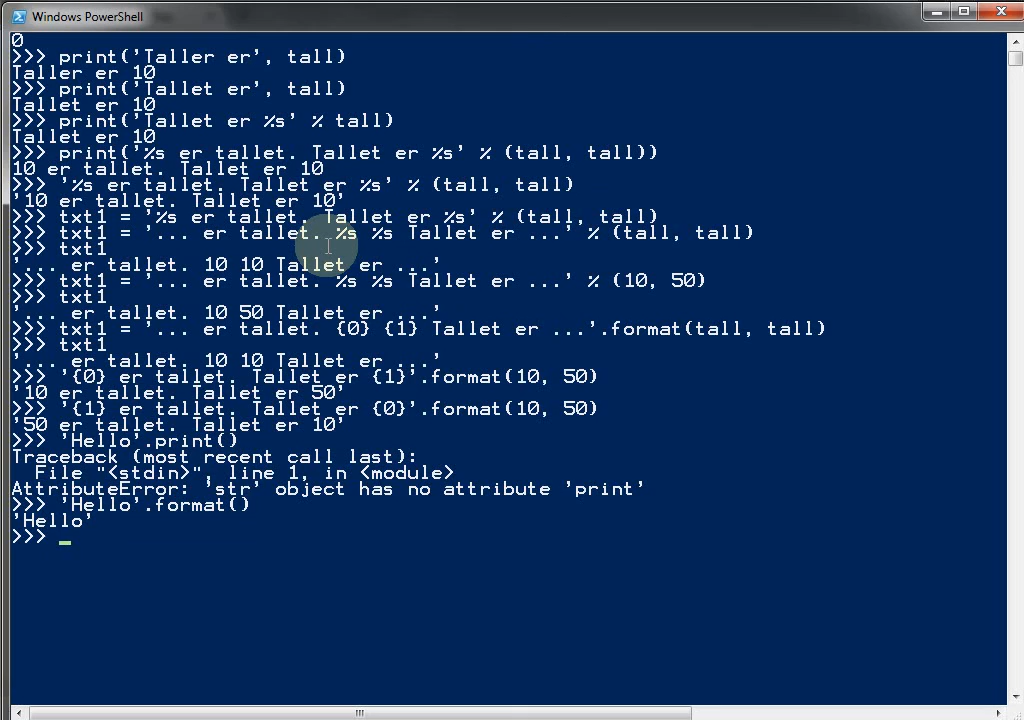 Windows PowerShell
0
>>> print('Taller er', tall)
Taller er 10
>>> print('Tallet er', tall)
Tallet er 10
>>> print('Tallet er %s' % tall)
Tallet er 10
>>> print('%s er tallet. Tallet er %s' % (tall, tall))
10 er tallet. Tallet er 10
>>> '%s er tallet. Tallet er %s' % (tall, tall)
'10 er tallet. Tallet er 10'
>>> txt1 = '%s er tallet. Tallet er %s' % (tall, tall)
>>> txt1 = '... er tallet. %s %s Tallet er ...' % (tall, tall)
>>> txt1
'... er tallet. 10 10 Tallet er ...'
>>> txt1 = '... er tallet. %s %s Tallet er ...' % (10, 50)
>>> txt1
'... er tallet. 10 50 Tallet er ...'
>>> txt1 = '... er tallet. {0} {1} Tallet er ...'.format(tall, tall)
>>> txt1
'... er tallet. 10 10 Tallet er ...'
>>> '{0} er tallet. Tallet er {1}'.format(10, 50)
'10 er tallet. Tallet er 50'
>>> '{1} er tallet. Tallet er {0}'.format(10, 50)
'50 er tallet. Tallet er 10'
>>> 'Hello'.print()
Traceback (most recent call last):
  File "<stdin>", line 1, in <module>
AttributeError: 'str' object has no attribute 'print'
>>> 'Hello'.format()
'Hello'
>>> _